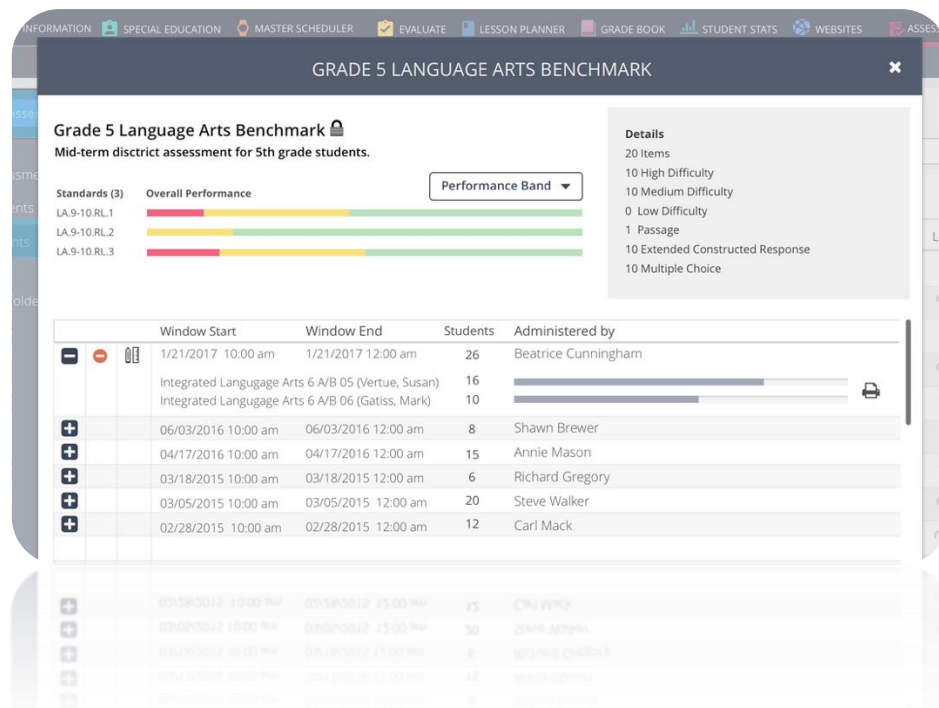 INFORMATION SPECIAL EDUCATION MASTER SCHEDULER EVALUATE LESSON PLANNER GRADE BOOK STUDENT STATS WEBSITES ASSESS
GRADE 5 LANGUAGE ARTS BENCHMARK
Grade 5 Language Arts Benchmark
Mid-term disctrict assessment for 5th grade students.
Standards (3) Overall Performance Performance Band
LA.9-10.RL.1
LA.9-10.RL.2
LA.9-10.RL.3
Details
20 Items
10 High Difficulty
10 Medium Difficulty
0 Low Difficulty
1 Passage
10 Extended Constructed Response
10 Multiple Choice
Window Start Window End Students Administered by
1/21/2017 10:00 am 1/21/2017 12:00 am 26 Beatrice Cunningham
Integrated Langugage Arts 6 A/B 05 (Vertue, Susan) 16
Integrated Langugage Arts 6 A/B 06 (Gatiss, Mark) 10
06/03/2016 10:00 am 06/03/2016 12:00 am 8 Shawn Brewer
04/17/2016 10:00 am 04/17/2016 12:00 am 15 Annie Mason
03/18/2015 10:00 am 03/18/2015 12:00 am 6 Richard Gregory
03/05/2015 10:00 am 03/05/2015 12:00 am 20 Steve Walker
02/28/2015 10:00 am 02/28/2015 12:00 am 12 Carl Mack